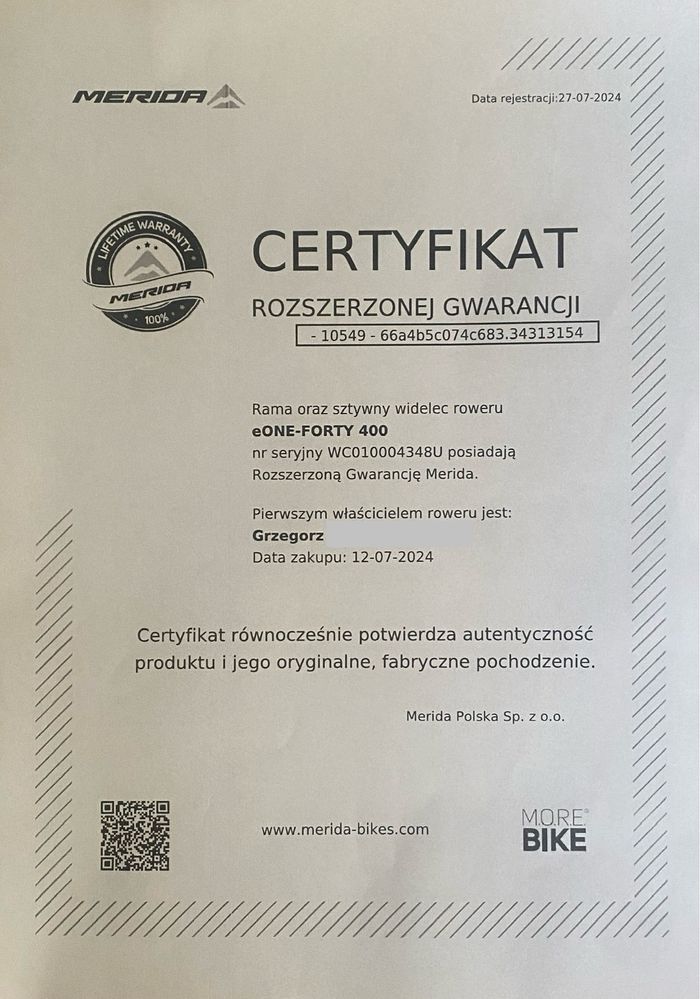 MERIDA
Data rejestracji:27-07-2024
LIFETIME WARRANTY
MERIDA
100%
CERTYFIKAT
ROZSZERZONEJ GWARANCJI
- 10549 - 66a4b5c074c683.34313154
Rama oraz sztywny widelec roweru
eONE-FORTY 400
nr seryjny WC010004348U posiadają
Rozszerzoną Gwarancję Merida.
Pierwszym właścicielem roweru jest:
Grzegorz
Data zakupu: 12-07-2024
Certyfikat równocześnie potwierdza autentyczność
produktu i jego oryginalne, fabryczne pochodzenie.
Merida Polska Sp. z o.o.
www.merida-bikes.com
M.O.R.E.®
BIKE